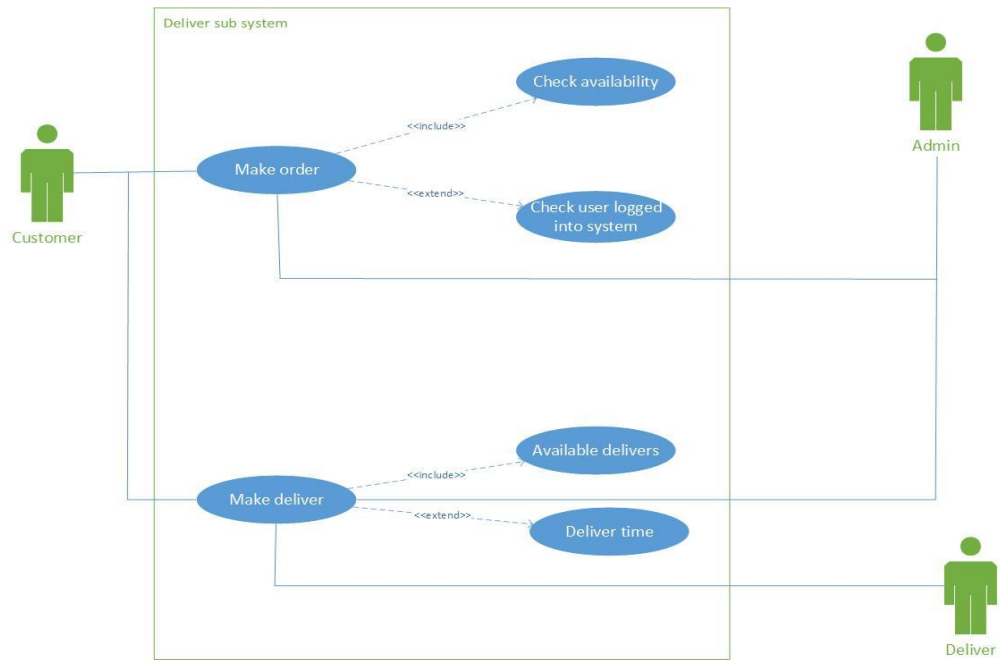 Deliver sub system
Check availability
<<include>>
Admin
Make order
<<extend>>
Check user logged
into system
Customer
Available delivers
<<include>>
Make deliver
<<extend>>
Deliver time
Deliver